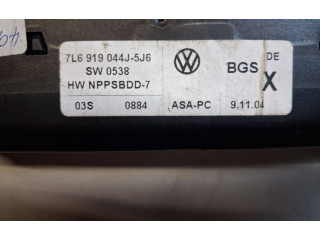 7L6 919 044J-5J6
SW 0538
HW NPPSBDD-7
03S 0884
BGS
DE
X
ASA-PC 9.11.04